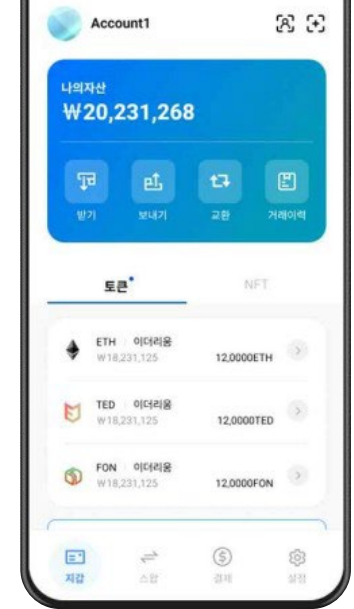 Account1
나의자산
₩20,231,268
받기 보내기 교환 거래이력
토큰 NFT
ETH 이더리움
₩18,231,125 12,0000ETH
TED 이더리움
₩18,231,125 12,0000TED
FON 이더리움
₩18,231,125 12,0000FON
지갑 스왑 결제 설정